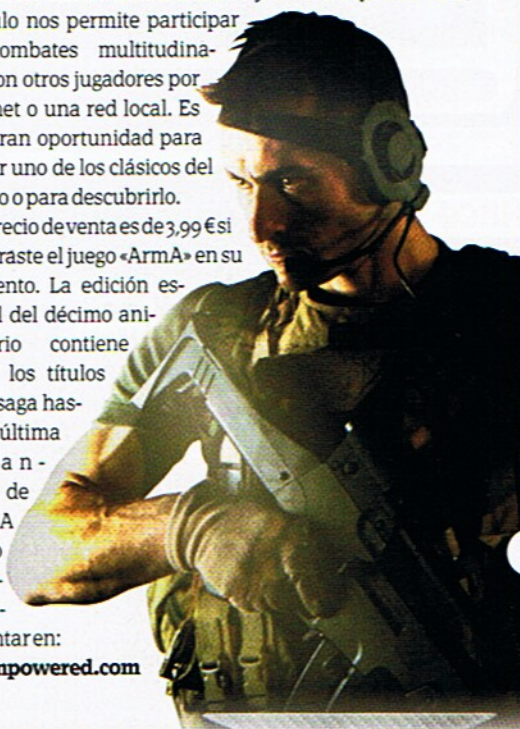 lo nos permite participar
ombates multitudina-
on otros jugadores por
net o una red local. Es
ran oportunidad para
r uno de los clásicos del
o o para descubrirlo.
recio de venta es de 3,99 € si
raste el juego «ArmA» en su
ento. La edición es-
l del décimo ani-
rio contiene
los títulos
saga has-
última
a n -
de
A
-
-
ntar en:
npowered.com